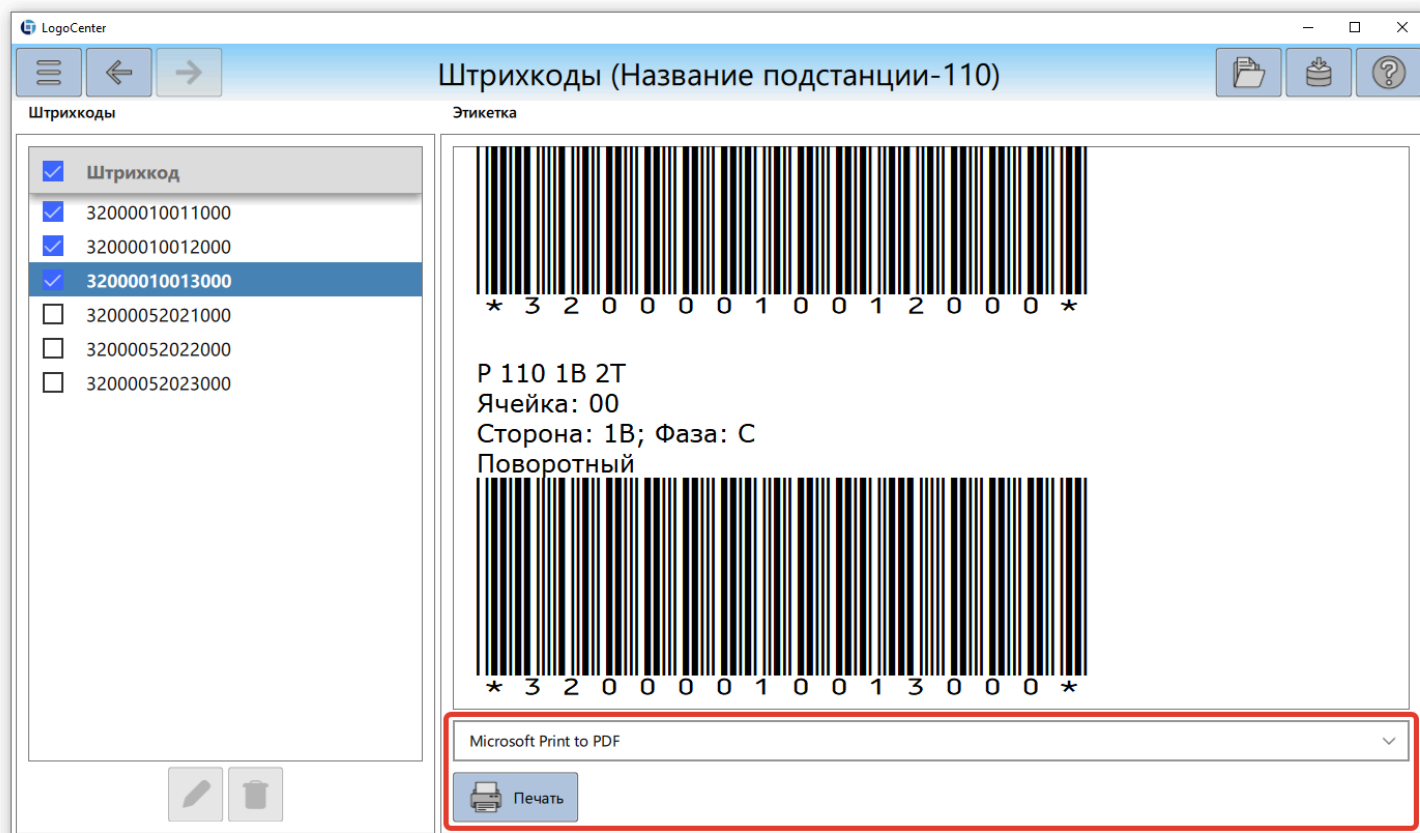 LogoCenter
Штрихкоды (Название подстанции-110)
Штрихкоды
Этикетка
Штрихкод
32000010011000
32000010012000
32000010013000
32000052021000
32000052022000
32000052023000
*32000010012000*
Р 110 1В 2Т
Ячейка: 00
Сторона: 1В; Фаза: С
Поворотный
*32000010013000*
Microsoft Print to PDF
Печать